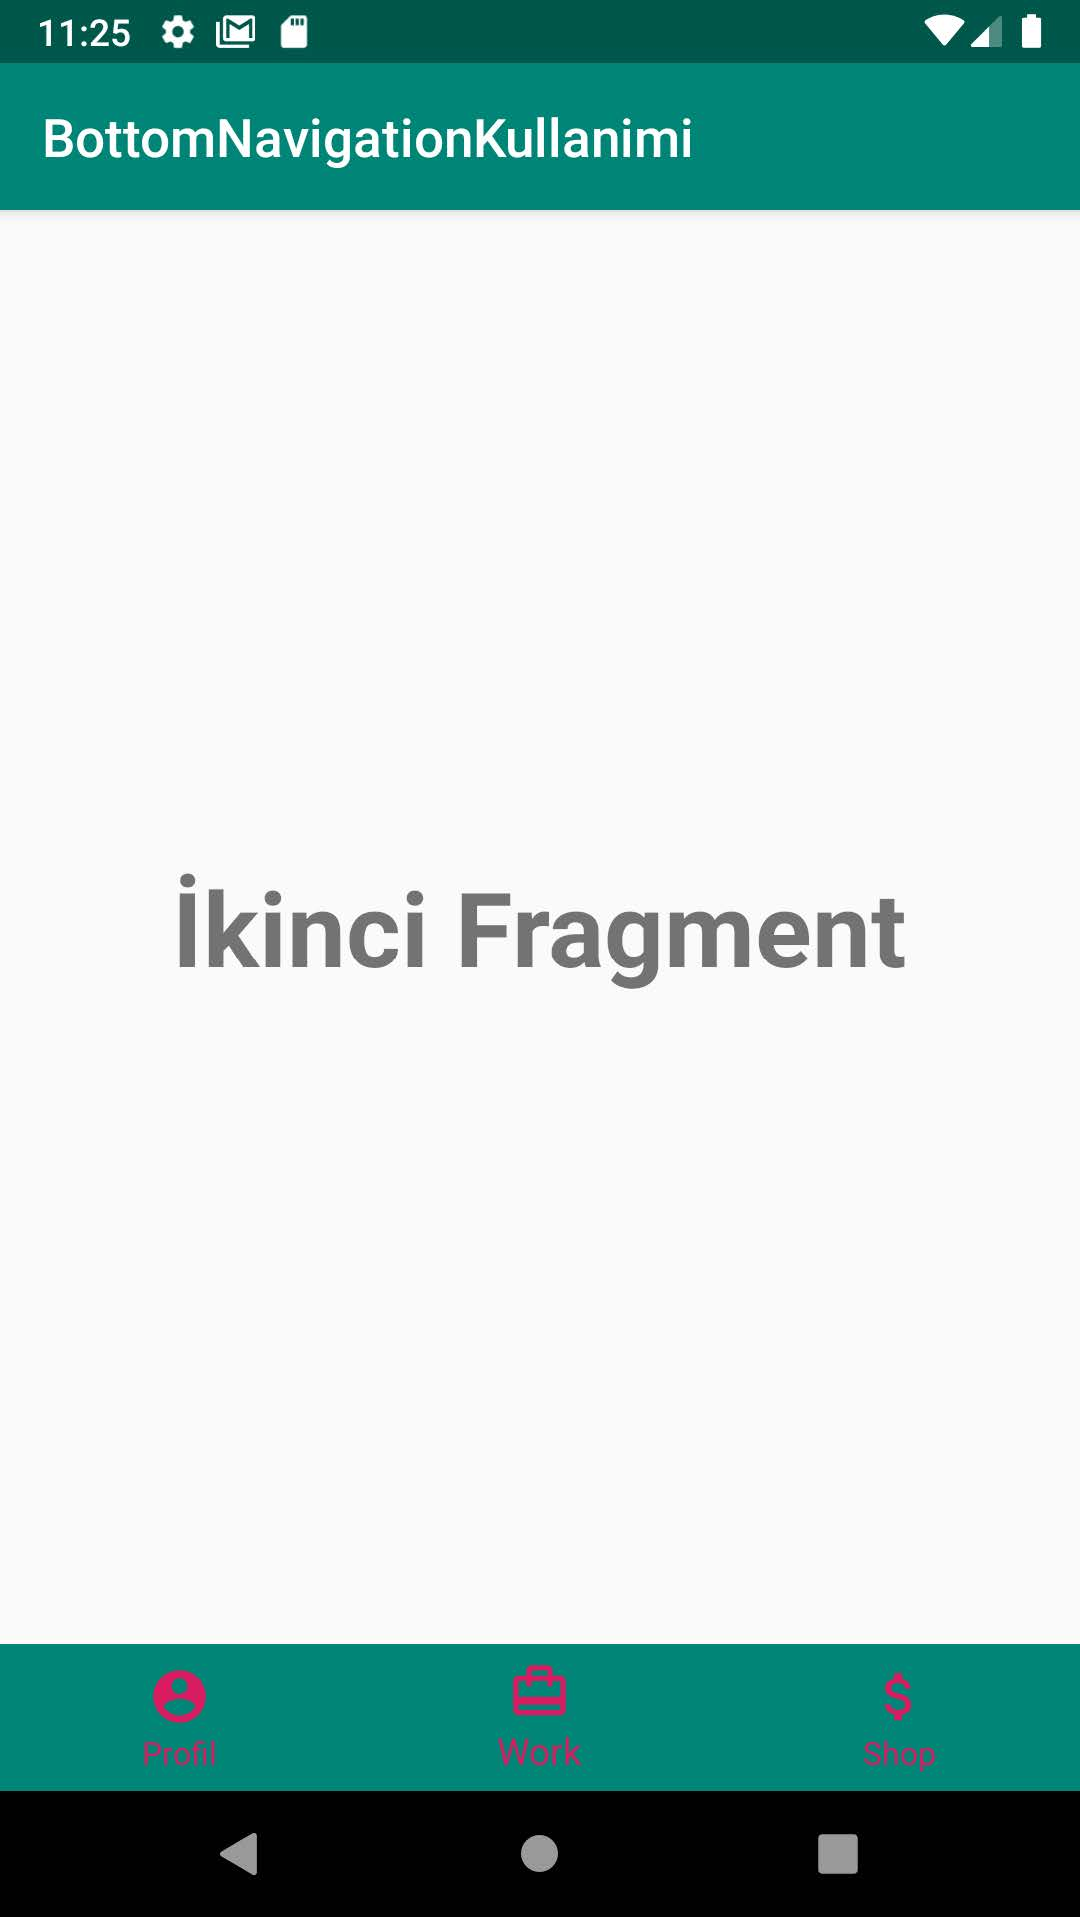 11:25
BottomNavigationKullanimi
İkinci Fragment
Profil Work Shop